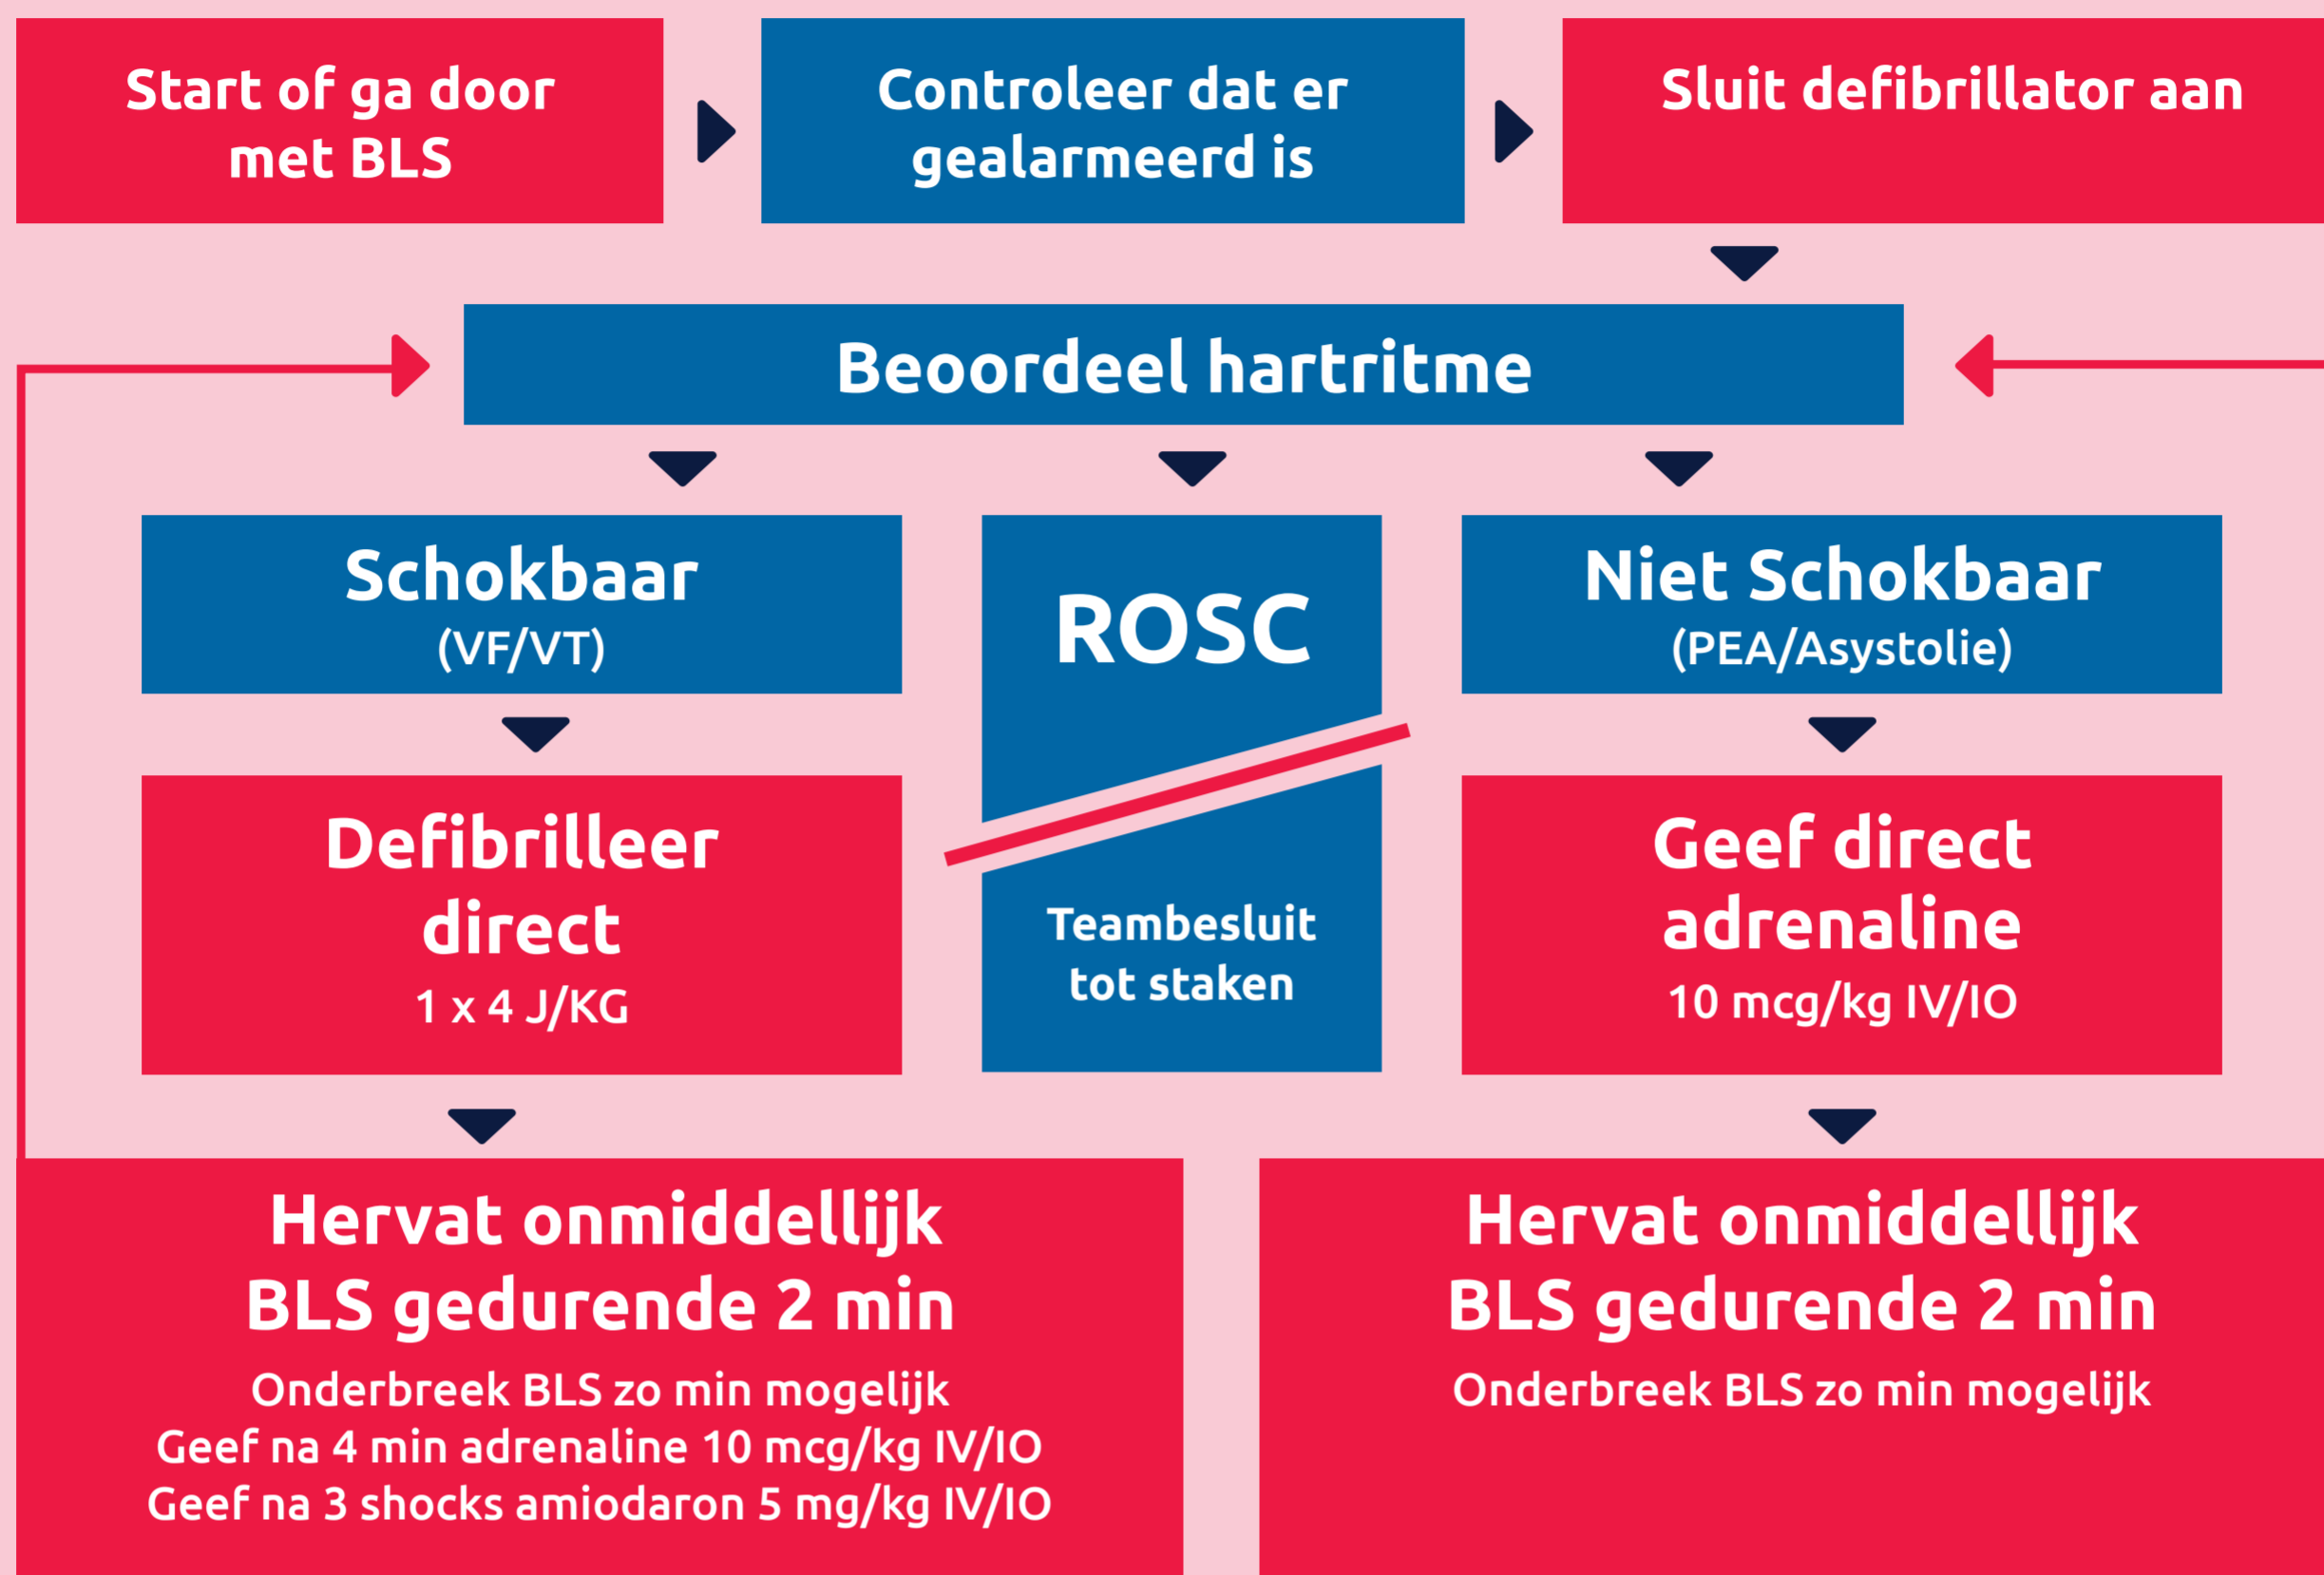 Start of ga door
met BLS
Controleer dat er
gealarmeerd is
Sluit defibrillator aan
Beoordeel hartritme
Schokbaar
(VF/VT)
ROSC
Teambesluit
tot staken
Niet Schokbaar
(PEA/Asystolie)
Defibrilleer
direct
1 x 4 J/KG
Geef direct
adrenaline
10 mcg/kg IV/IO
Hervat onmiddellijk
BLS gedurende 2 min
Onderbreek BLS zo min mogelijk
Geef na 4 min adrenaline 10 mcg/kg IV/IO
Geef na 3 shocks amiodaron 5 mg/kg IV/IO
Hervat onmiddellijk
BLS gedurende 2 min
Onderbreek BLS zo min mogelijk